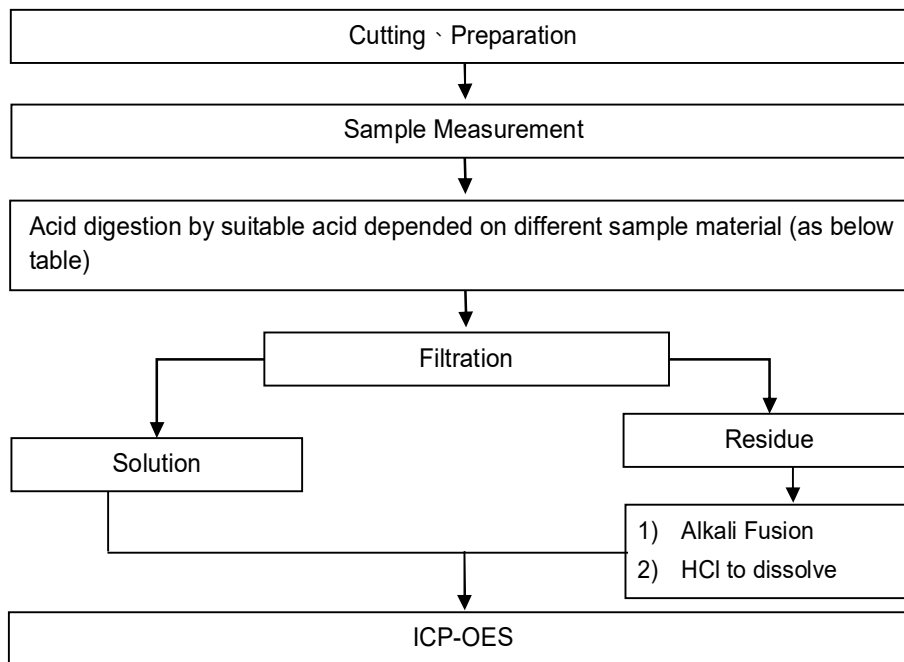 Cutting、Preparation
Sample Measurement
Acid digestion by suitable acid depended on different sample material (as below
table)
Filtration
Solution
Residue
1) Alkali Fusion
2) HCl to dissolve
ICP-OES